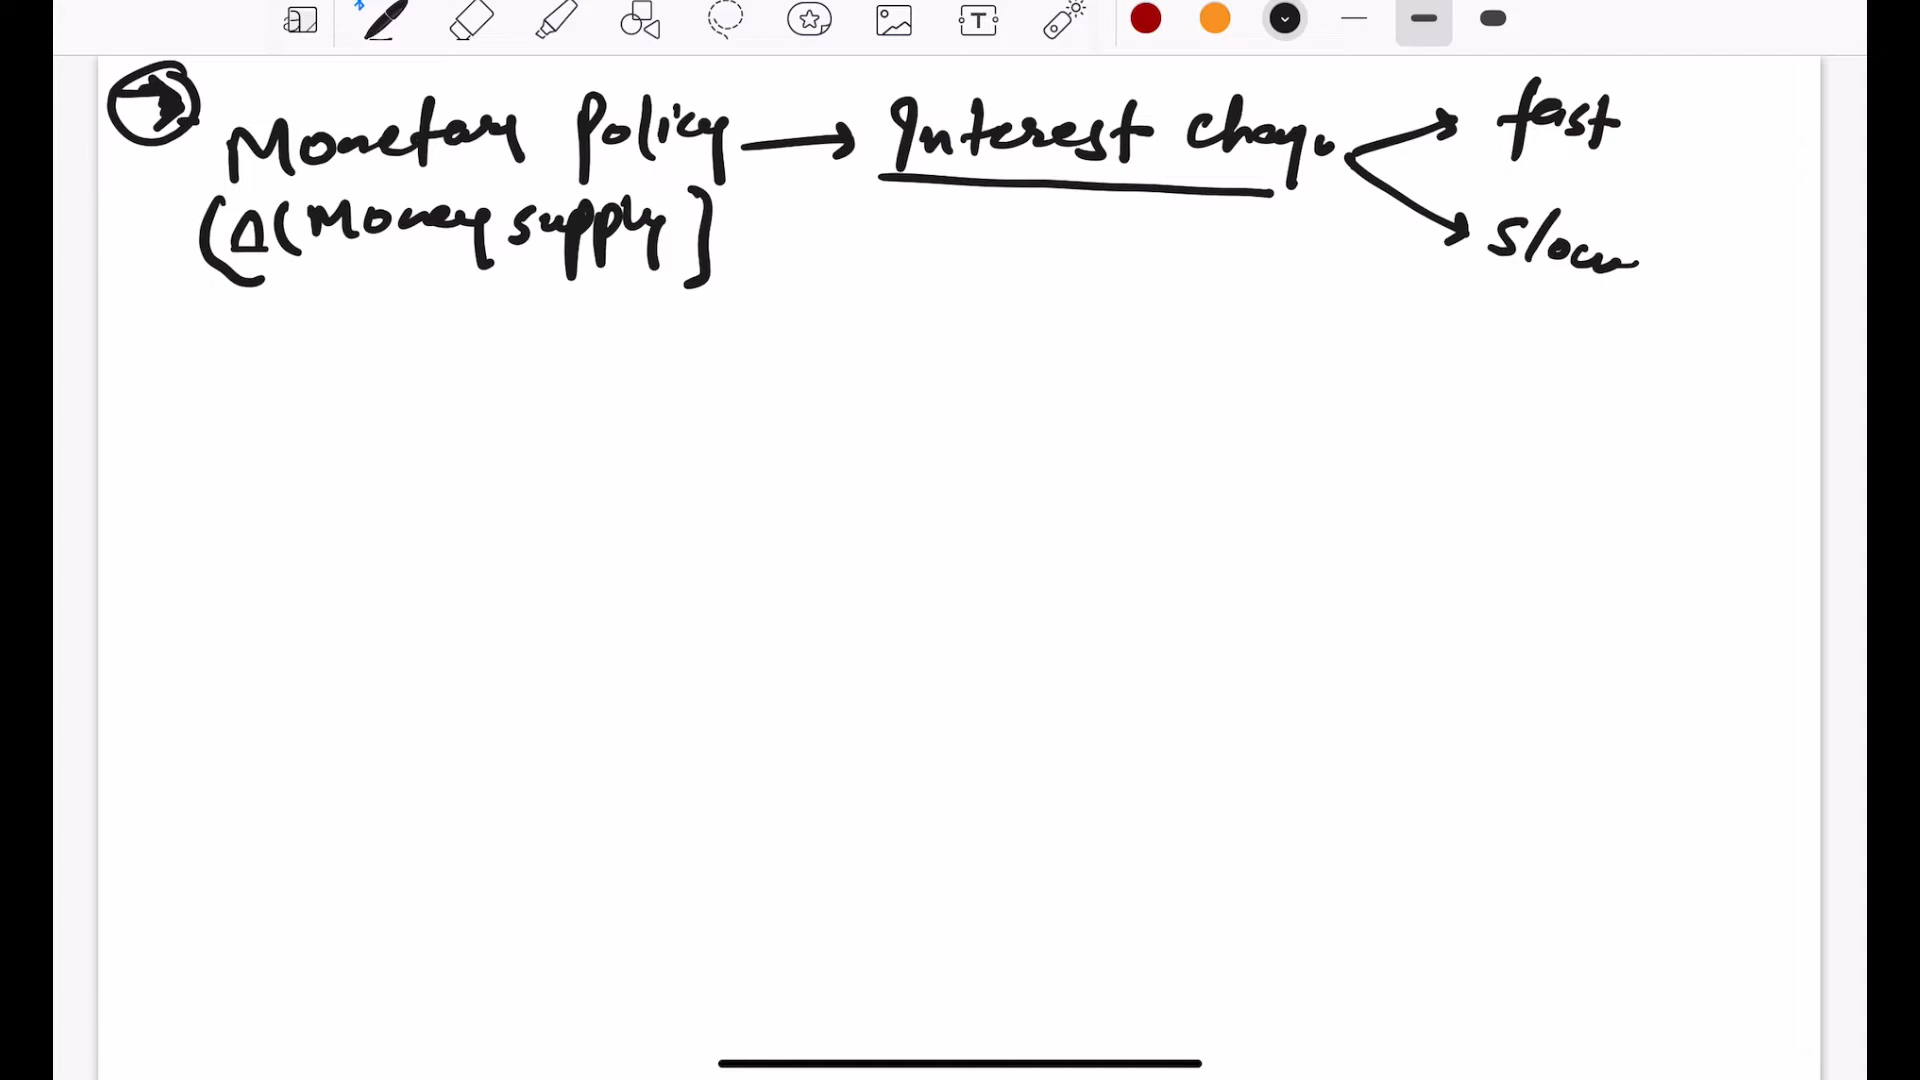 Monetary Policy → Interest change → fast
(Δ(Money supply] → slow